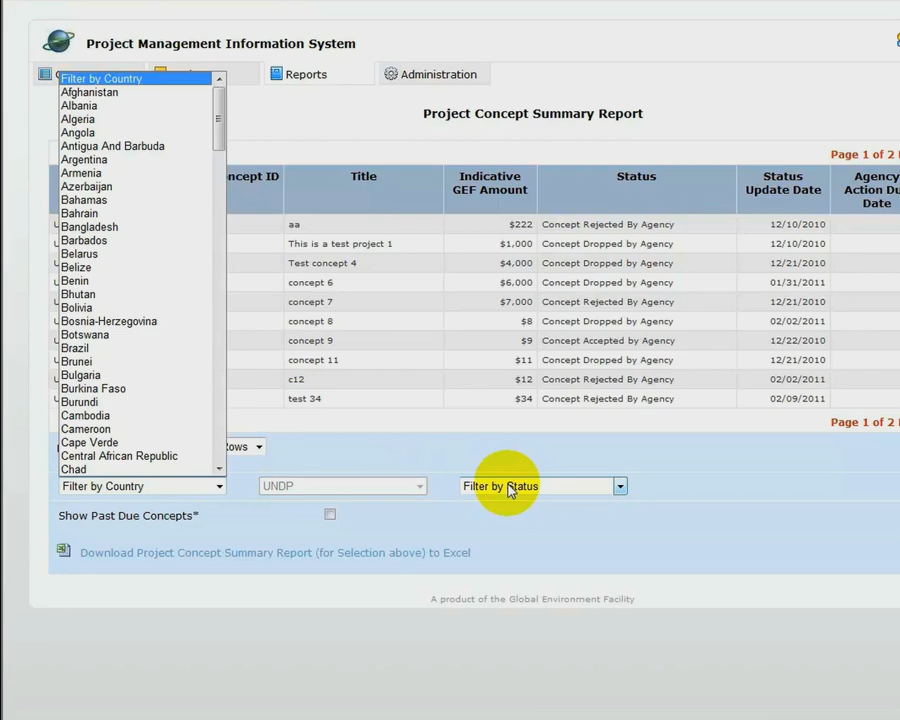 Project Management Information System
Reports
Administration
Project Concept Summary Report
Page 1 of 2
Concept ID Title Indicative GEF Amount Status Status Update Date Agency Action Due Date
aa $222 Concept Rejected By Agency 12/10/2010
This is a test project 1 $1,000 Concept Dropped by Agency 12/10/2010
Test concept 4 $4,000 Concept Dropped by Agency 12/21/2010
concept 6 $6,000 Concept Dropped by Agency 01/31/2011
concept 7 $7,000 Concept Rejected By Agency 12/21/2010
concept 8 $8 Concept Dropped by Agency 02/02/2011
concept 9 $9 Concept Accepted by Agency 12/22/2010
concept 11 $11 Concept Dropped by Agency 12/21/2010
c12 $12 Concept Rejected By Agency 02/02/2011
test 34 $34 Concept Rejected By Agency 02/09/2011
Page 1 of 2
Filter by Country
Afghanistan
Albania
Algeria
Angola
Antigua And Barbuda
Argentina
Armenia
Azerbaijan
Bahamas
Bahrain
Bangladesh
Barbados
Belarus
Belize
Benin
Bhutan
Bolivia
Bosnia-Herzegovina
Botswana
Brazil
Brunei
Bulgaria
Burkina Faso
Burundi
Cambodia
Cameroon
Cape Verde
Central African Republic
Chad
Rows
Filter by Country UNDP Filter by Status
Show Past Due Concepts*
Download Project Concept Summary Report (for Selection above) to Excel
A product of the Global Environment Facility